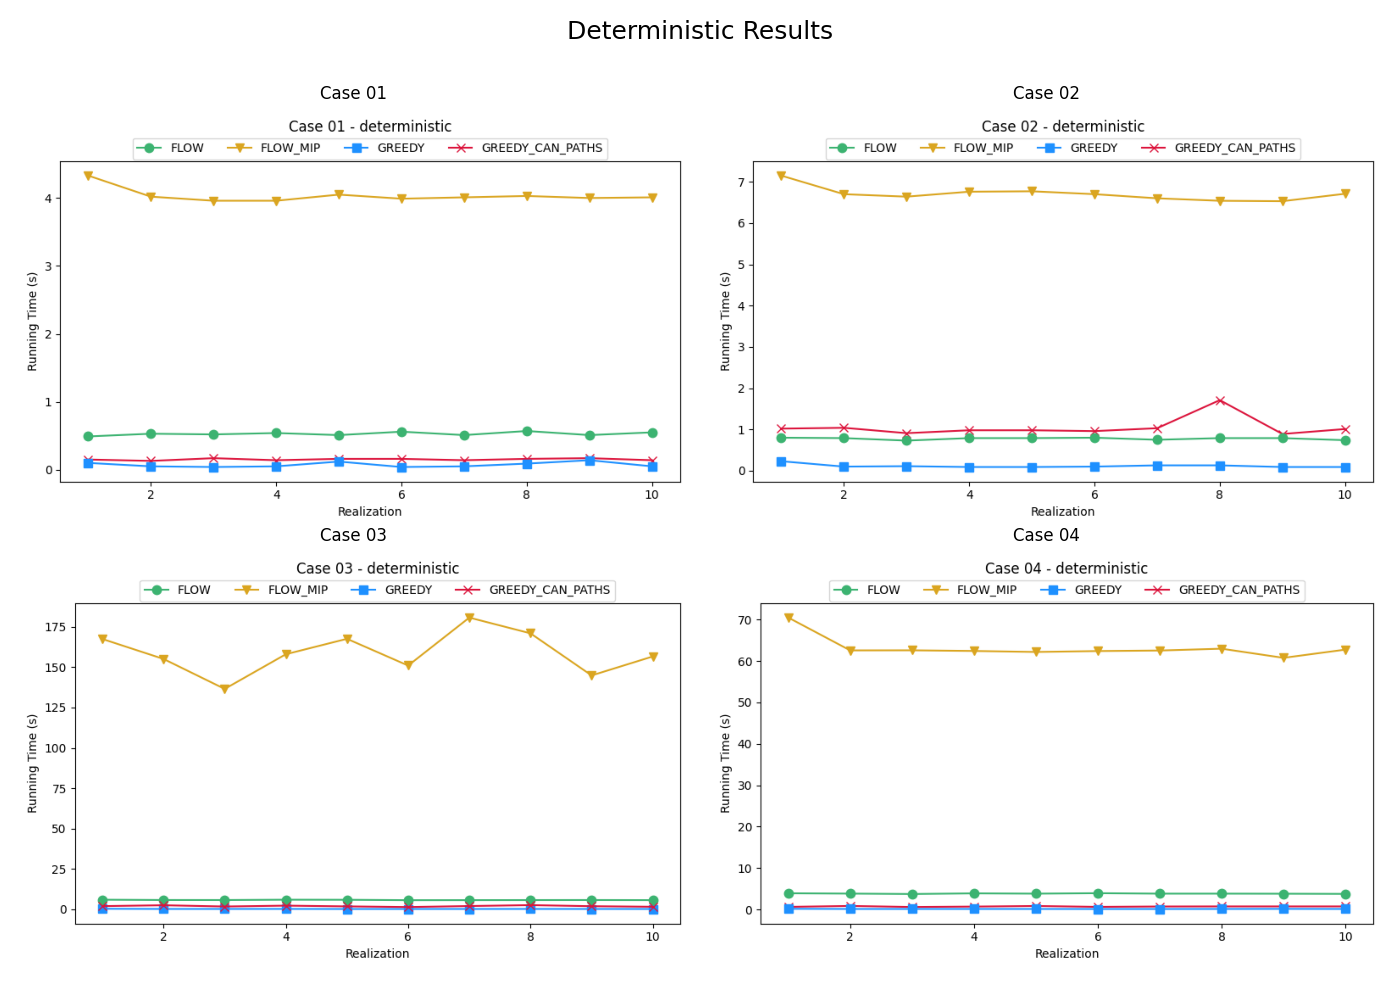 Deterministic Results
Case 01
Case 01 - deterministic
FLOW FLOW_MIP GREEDY GREEDY_CAN_PATHS
4
3
2
1
0
Running Time (s)
2 4 6 8 10
Realization
Case 02
Case 02 - deterministic
FLOW FLOW_MIP GREEDY GREEDY_CAN_PATHS
7
6
5
4
3
2
1
0
Running Time (s)
2 4 6 8 10
Realization
Case 03
Case 03 - deterministic
FLOW FLOW_MIP GREEDY GREEDY_CAN_PATHS
175
150
125
100
75
50
25
0
Running Time (s)
2 4 6 8 10
Realization
Case 04
Case 04 - deterministic
FLOW FLOW_MIP GREEDY GREEDY_CAN_PATHS
70
60
50
40
30
20
10
0
Running Time (s)
2 4 6 8 10
Realization